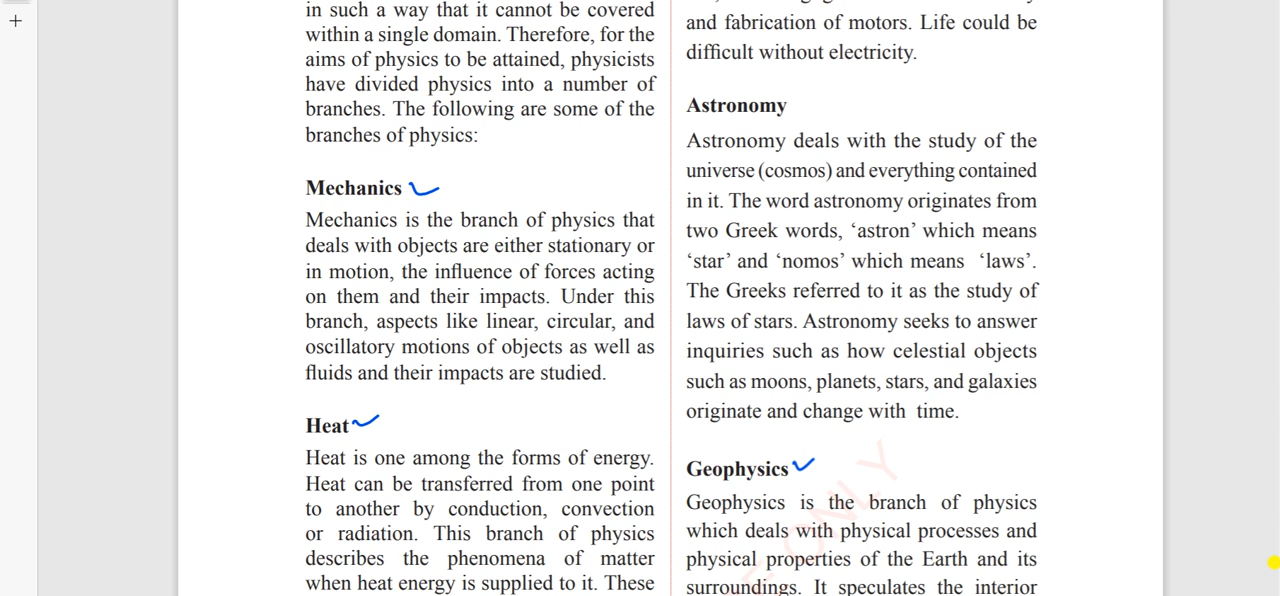 in such a way that it cannot be covered
within a single domain. Therefore, for the
aims of physics to be attained, physicists
have divided physics into a number of
branches. The following are some of the
branches of physics:
Mechanics
Mechanics is the branch of physics that
deals with objects are either stationary or
in motion, the influence of forces acting
on them and their impacts. Under this
branch, aspects like linear, circular, and
oscillatory motions of objects as well as
fluids and their impacts are studied.
Heat
Heat is one among the forms of energy.
Heat can be transferred from one point
to another by conduction, convection
or radiation. This branch of physics
describes the phenomena of matter
when heat energy is supplied to it. These
and fabrication of motors. Life could be
difficult without electricity.
Astronomy
Astronomy deals with the study of the
universe (cosmos) and everything contained
in it. The word astronomy originates from
two Greek words, ‘astron’ which means
‘star’ and ‘nomos’ which means ‘laws’.
The Greeks referred to it as the study of
laws of stars. Astronomy seeks to answer
inquiries such as how celestial objects
such as moons, planets, stars, and galaxies
originate and change with time.
Geophysics
Geophysics is the branch of physics
which deals with physical processes and
physical properties of the Earth and its
surroundings. It speculates the interior
ONLY